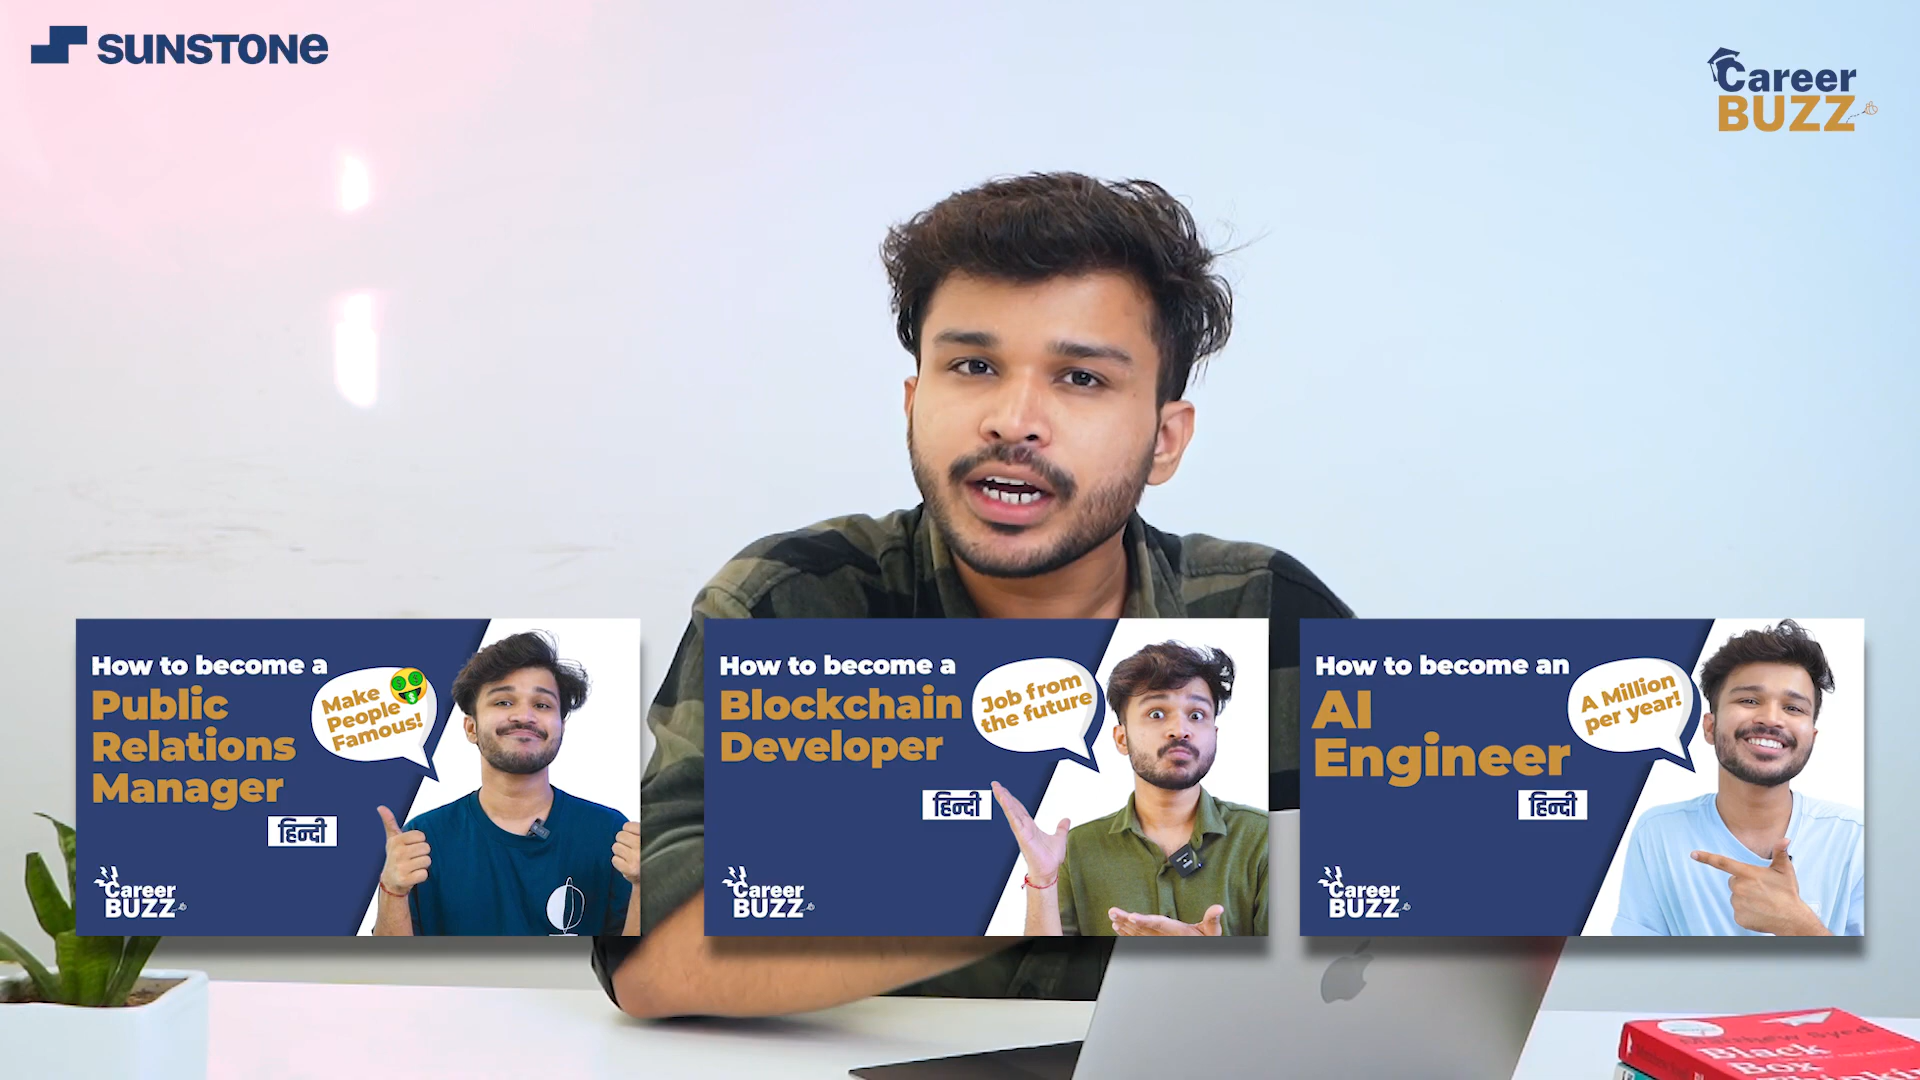 SUNSTONE
Career
BUZZ
How to become a
Public
Relations
Manager
Make
People
Famous!
हिन्दी
Career
BUZZ
How to become a
Blockchain
Developer
Job from
the future
हिन्दी
Career
BUZZ
How to become an
AI
Engineer
A Million
per year!
हिन्दी
Career
BUZZ
Matthew Syed
Black
Box